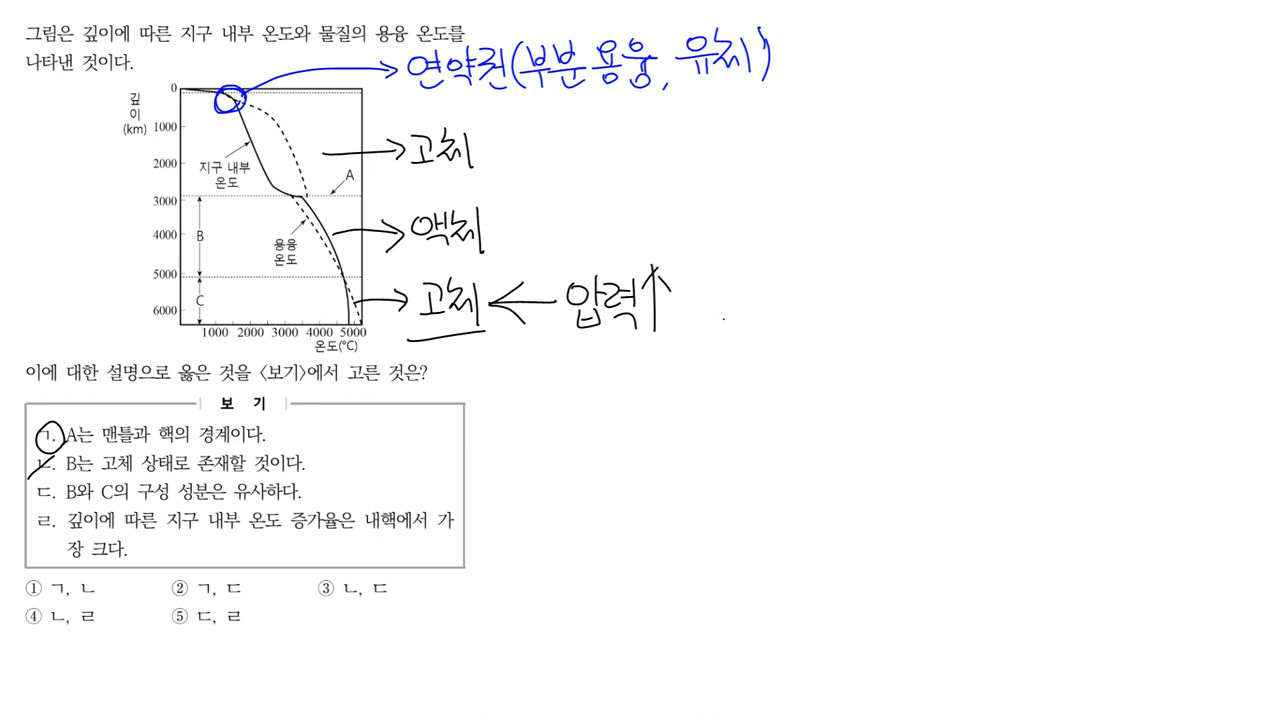 그림은 깊이에 따른 지구 내부 온도와 물질의 용융 온도를
나타낸 것이다.
연약권(부분용융, 유체)
깊이
(km)
0
1000
2000
3000
4000
5000
6000
지구 내부
온도
A
B
C
용융
온도
1000 2000 3000 4000 5000
온도(℃)
고체
액체
고체 압력
이에 대한 설명으로 옳은 것을 〈보기〉에서 고른 것은?
보 기
ㄱ. A는 맨틀과 핵의 경계이다.
ㄴ. B는 고체 상태로 존재할 것이다.
ㄷ. B와 C의 구성 성분은 유사하다.
ㄹ. 깊이에 따른 지구 내부 온도 증가율은 내핵에서 가
장 크다.
① ㄱ, ㄴ ② ㄱ, ㄷ ③ ㄴ, ㄷ
④ ㄴ, ㄹ ⑤ ㄷ, ㄹ